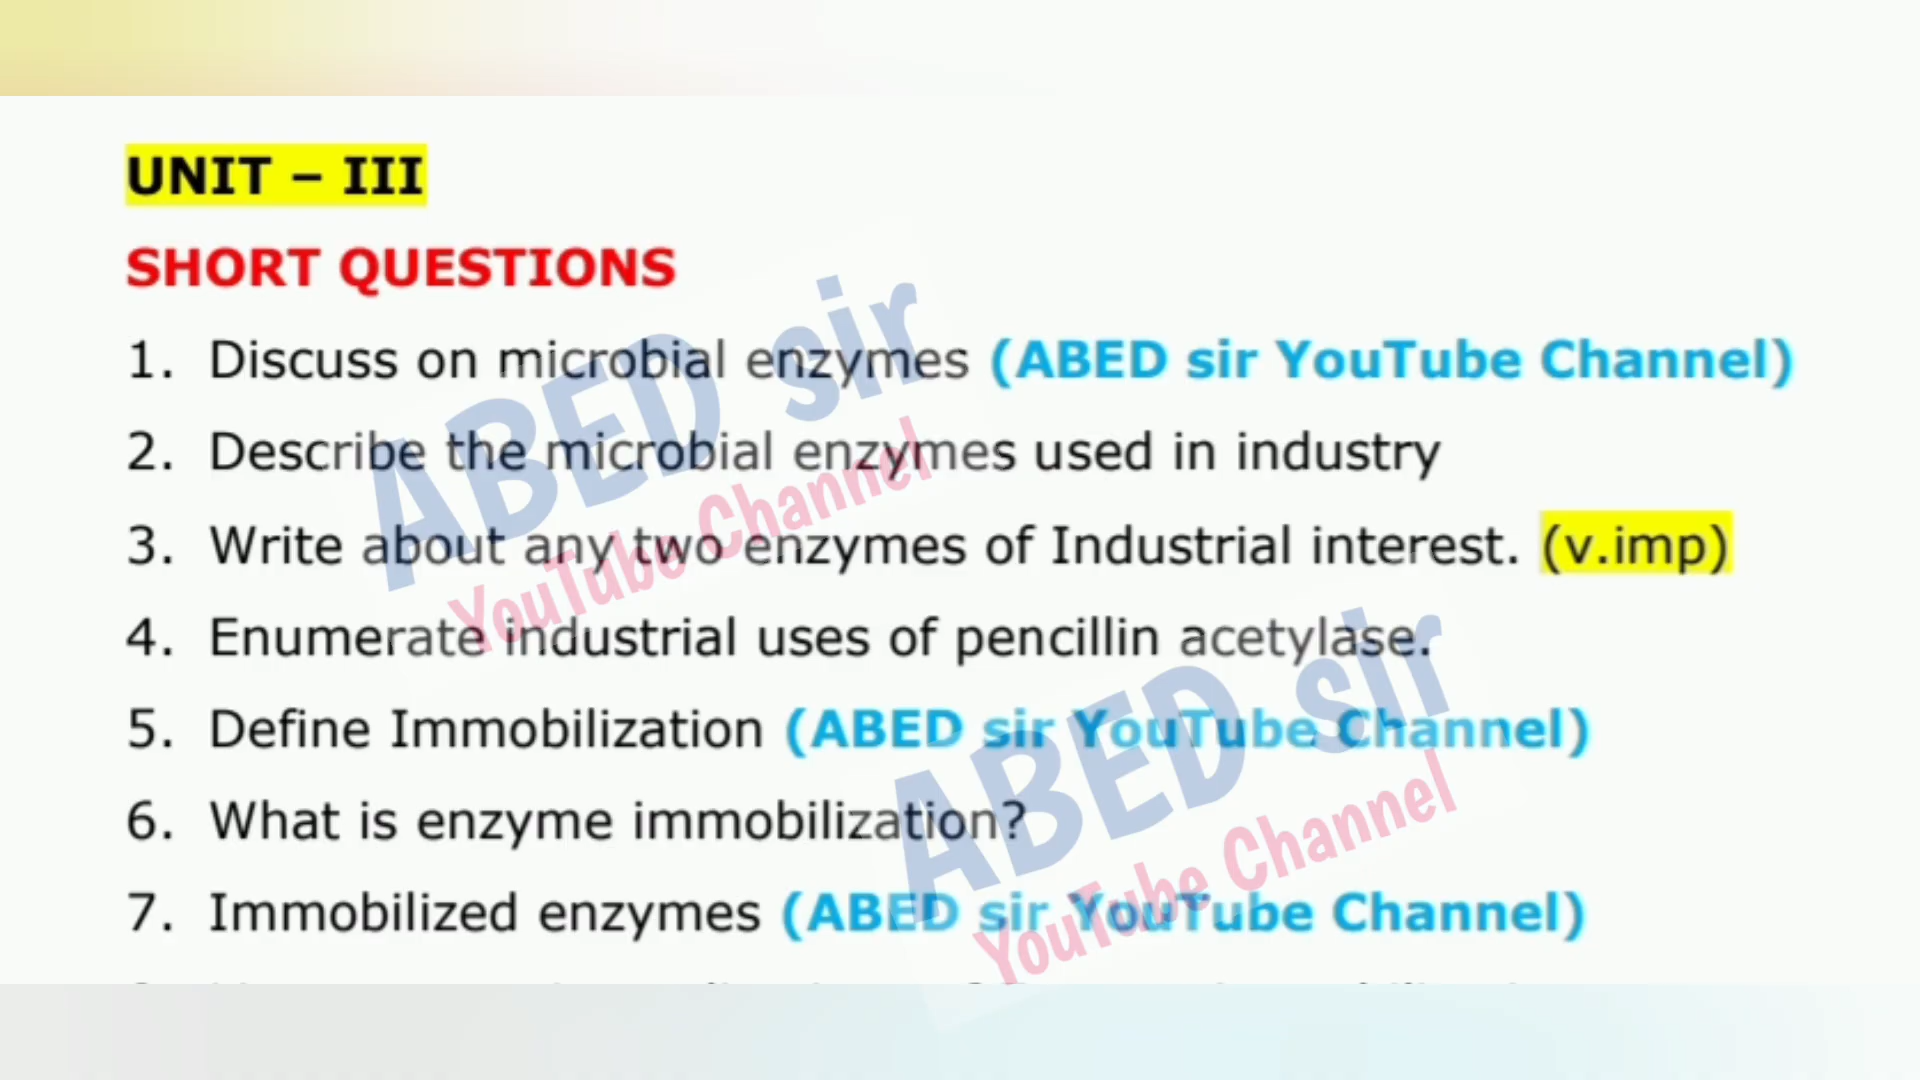 UNIT – III
SHORT QUESTIONS
1. Discuss on microbial enzymes (ABED sir YouTube Channel)
2. Describe the microbial enzymes used in industry
3. Write about any two enzymes of Industrial interest. (v.imp)
4. Enumerate industrial uses of pencillin acetylase.
5. Define Immobilization (ABED sir YouTube Channel)
6. What is enzyme immobilization?
7. Immobilized enzymes (ABED sir YouTube Channel)
ABED sir
YouTube Channel
ABED sir
YouTube Channel